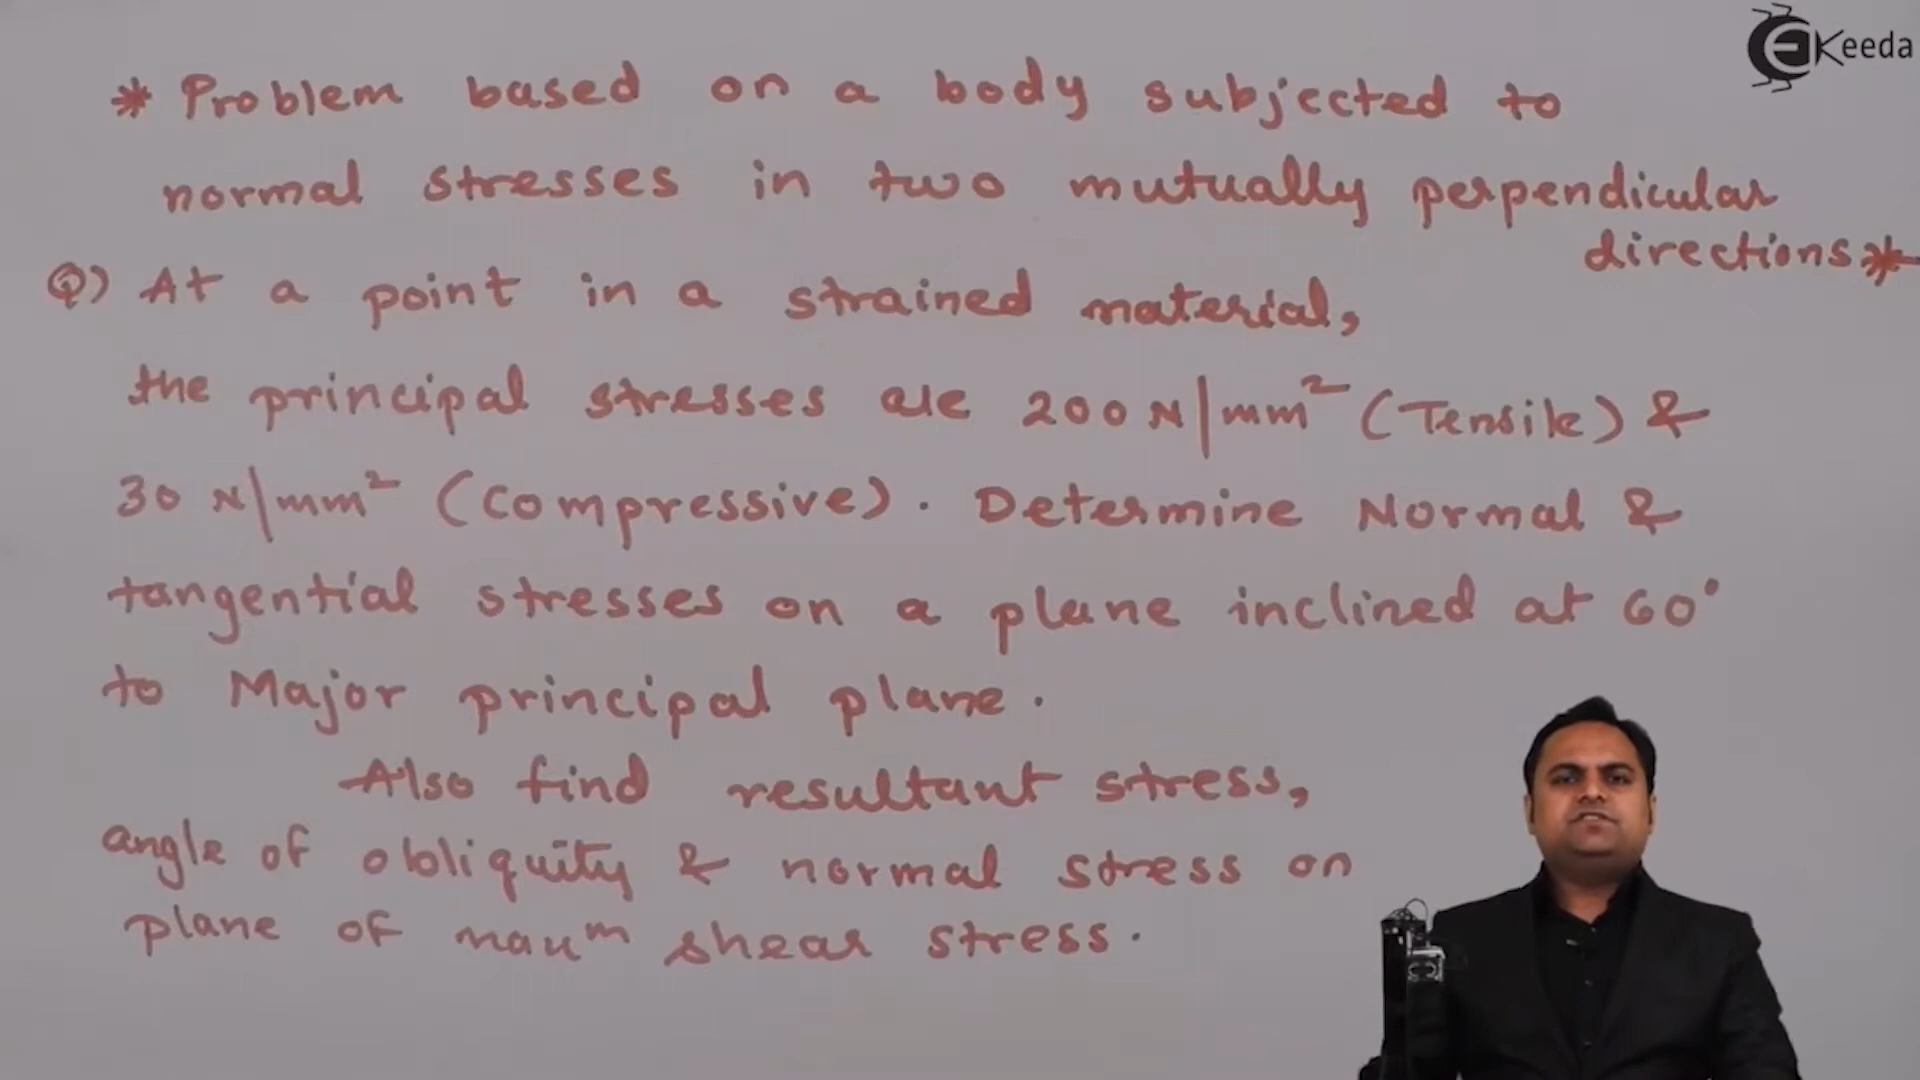 EKeeda
* Problem based on a body subjected to
normal stresses in two mutually perpendicular
directions *
Q) At a point in a strained material,
the principal stresses are 200 N/mm² (Tensile) &
30 N/mm² (Compressive). Determine Normal &
tangential stresses on a plane inclined at 60°
to Major principal plane.
Also find resultant stress,
angle of obliquity & normal stress on
plane of maxᵐ shear stress.